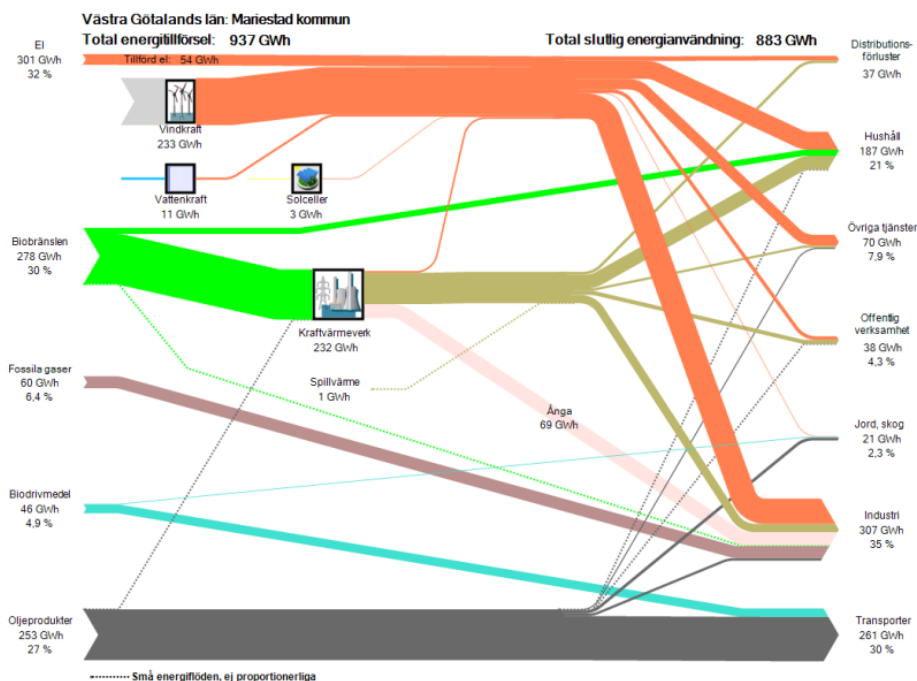 Västra Götalands län: Mariestad kommun
Total energitillförsel: 937 GWh
Total slutlig energianvändning: 883 GWh
El
301 GWh
32 %
Tillförd el: 54 GWh
Vindkraft
233 GWh
Vattenkraft
11 GWh
Solceller
3 GWh
Biobränslen
278 GWh
30 %
Kraftvärmeverk
232 GWh
Fossila gaser
60 GWh
6,4 %
Spillvärme
1 GWh
Ånga
69 GWh
Biodrivmedel
46 GWh
4,9 %
Oljeprodukter
253 GWh
27 %
Distributions-
förluster
37 GWh
Hushåll
187 GWh
21 %
Övriga tjänster
70 GWh
7,9 %
Offentlig
verksamhet
38 GWh
4,3 %
Jord, skog
21 GWh
2,3 %
Industri
307 GWh
35 %
Transporter
261 GWh
30 %
Små energiflöden, ej proportionerliga